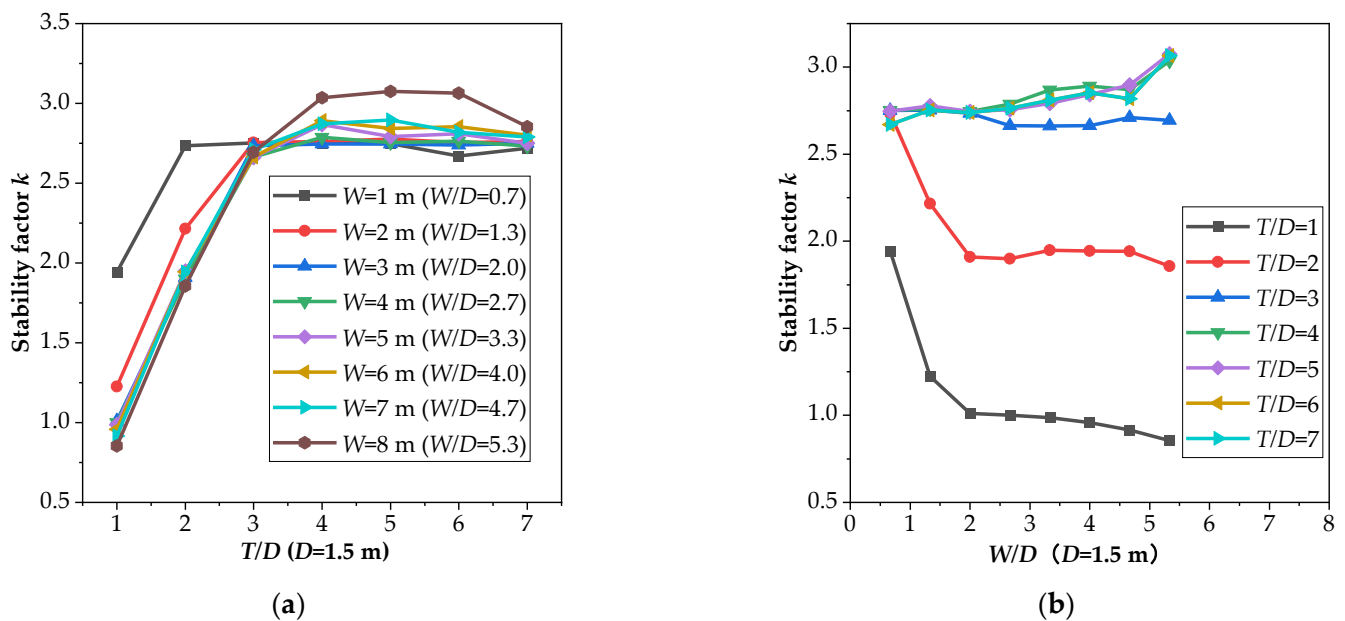 3.5
3.0
2.5
2.0
1.5
1.0
0.5
Stability factor k
1 2 3 4 5 6 7
T/D (D=1.5 m)
W=1 m (W/D=0.7)
W=2 m (W/D=1.3)
W=3 m (W/D=2.0)
W=4 m (W/D=2.7)
W=5 m (W/D=3.3)
W=6 m (W/D=4.0)
W=7 m (W/D=4.7)
W=8 m (W/D=5.3)
(a)
3.0
2.5
2.0
1.5
1.0
0.5
Stability factor k
0 1 2 3 4 5 6 7 8
W/D（D=1.5 m）
T/D=1
T/D=2
T/D=3
T/D=4
T/D=5
T/D=6
T/D=7
(b)